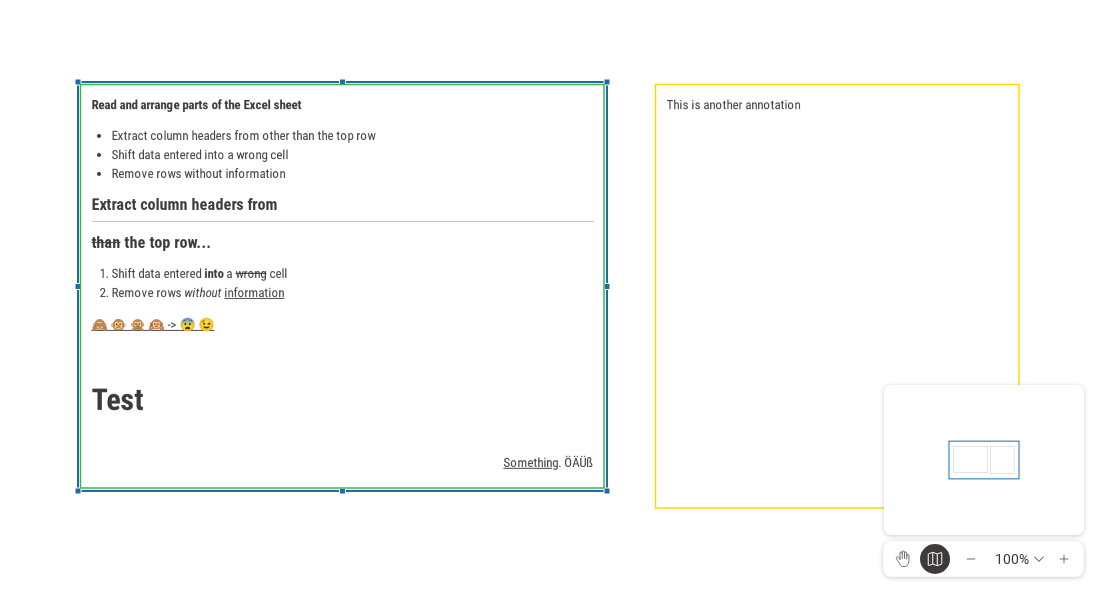 Read and arrange parts of the Excel sheet
• Extract column headers from other than the top row
• Shift data entered into a wrong cell
• Remove rows without information
Extract column headers from
than the top row...
1. Shift data entered into a wrong cell
2. Remove rows without information
🙈 🐵 🙊 🙉 -> 😨 😉
Test
Something. ÖÄÜß
This is another annotation
100%